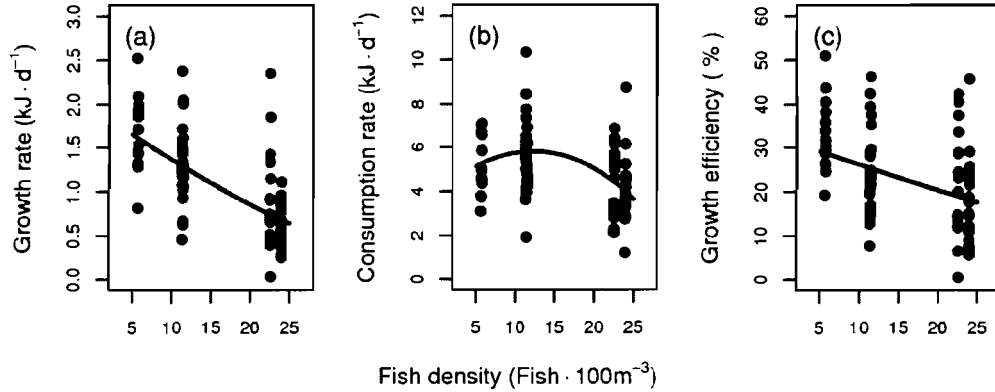 (a)
Growth rate (kJ · d⁻¹)
0.0 0.5 1.0 1.5 2.0 2.5 3.0
5 10 15 20 25
(b)
Consumption rate (kJ · d⁻¹)
0 2 4 6 8 10 12
5 10 15 20 25
(c)
Growth efficiency ( % )
0 10 20 30 40 50 60
5 10 15 20 25
Fish density (Fish · 100m⁻³)